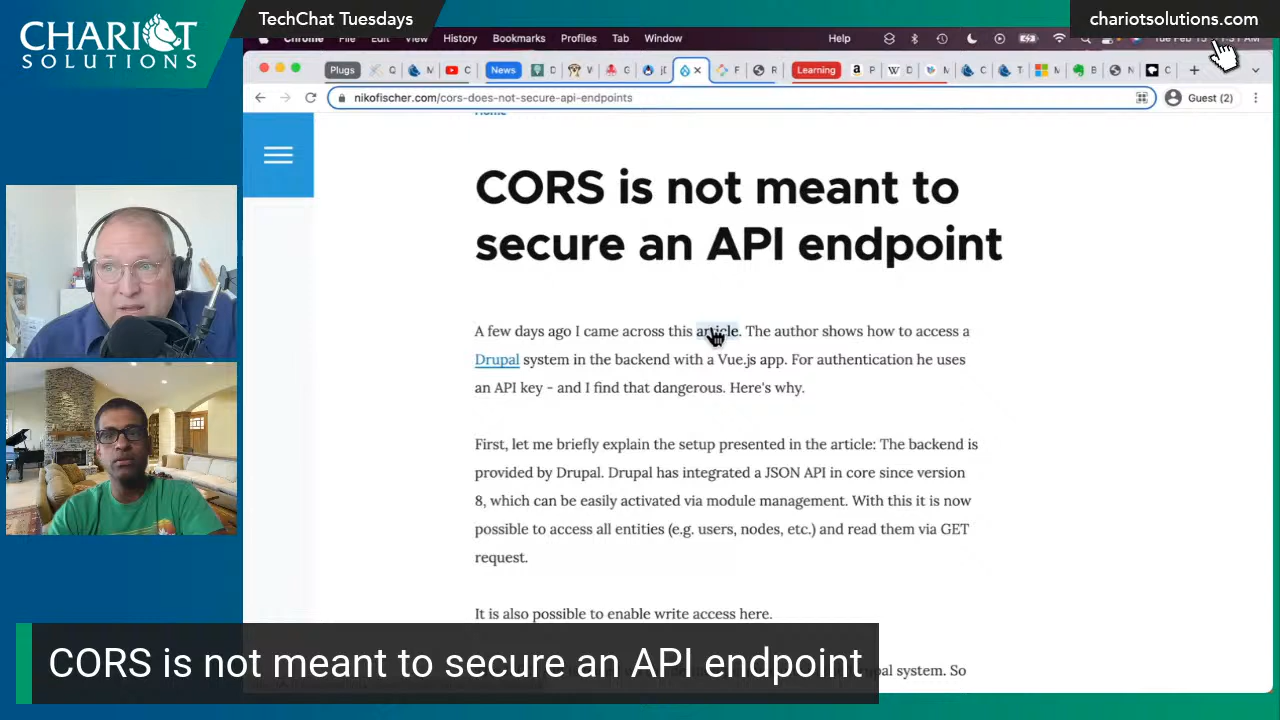 CHARIOT
SOLUTIONS
TechChat Tuesdays
chariotsolutions.com
Chrome File Edit View History Bookmarks Profiles Tab Window Help
Plugs News Learning
nikofischer.com/cors-does-not-secure-api-endpoints
Guest (2)
Home
CORS is not meant to
secure an API endpoint
A few days ago I came across this article. The author shows how to access a
Drupal system in the backend with a Vue.js app. For authentication he uses
an API key - and I find that dangerous. Here's why.
First, let me briefly explain the setup presented in the article: The backend is
provided by Drupal. Drupal has integrated a JSON API in core since version
8, which can be easily activated via module management. With this it is now
possible to access all entities (e.g. users, nodes, etc.) and read them via GET
request.
It is also possible to enable write access here.
system. So
CORS is not meant to secure an API endpoint